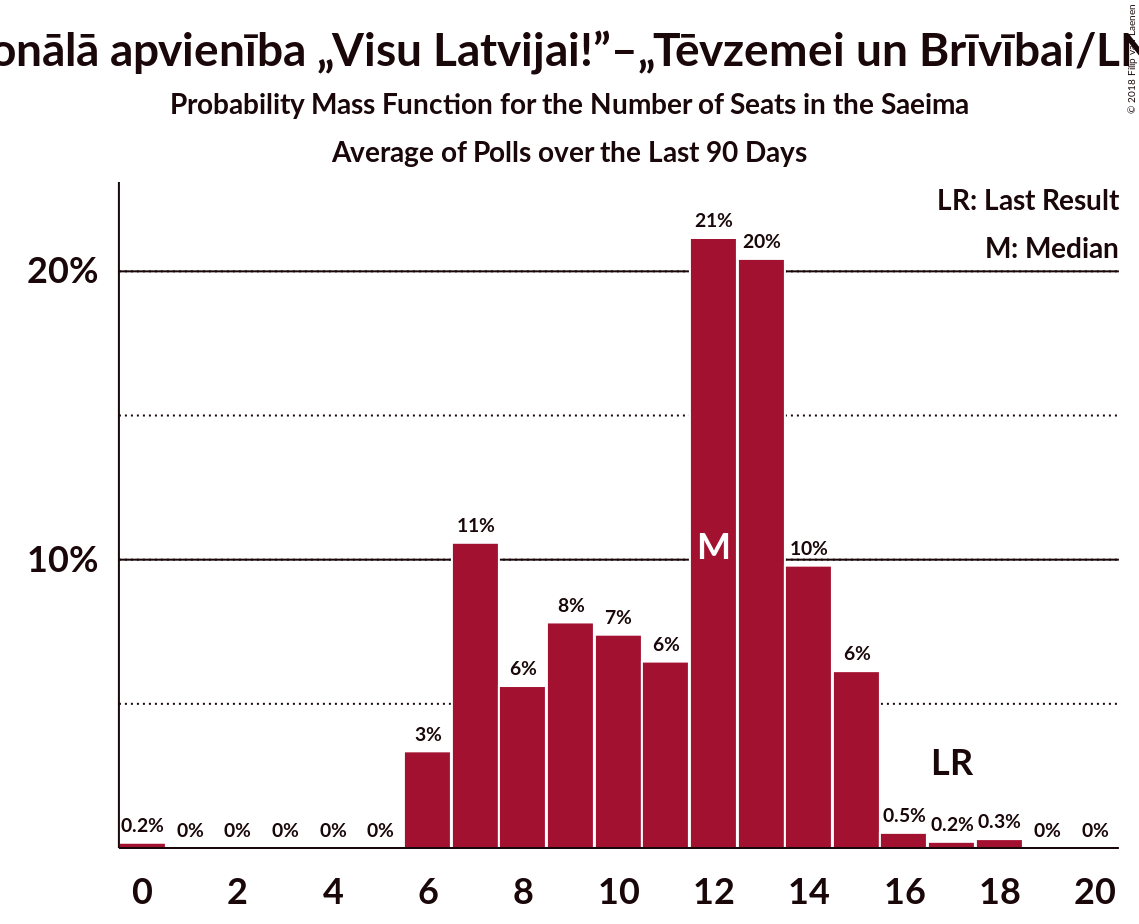 onālā apvienība „Visu Latvijai!”–„Tēvzemei un Brīvībai/LN
Probability Mass Function for the Number of Seats in the Saeima
Average of Polls over the Last 90 Days
© 2018 Filip van Laenen
LR: Last Result
M: Median
21%
20%
20%
11%
10%
10%
M
8%
7%
6%
6%
6%
3%
LR
0.2% 0% 0% 0% 0% 0% 0.5% 0.2% 0.3% 0% 0%
0 2 4 6 8 10 12 14 16 18 20